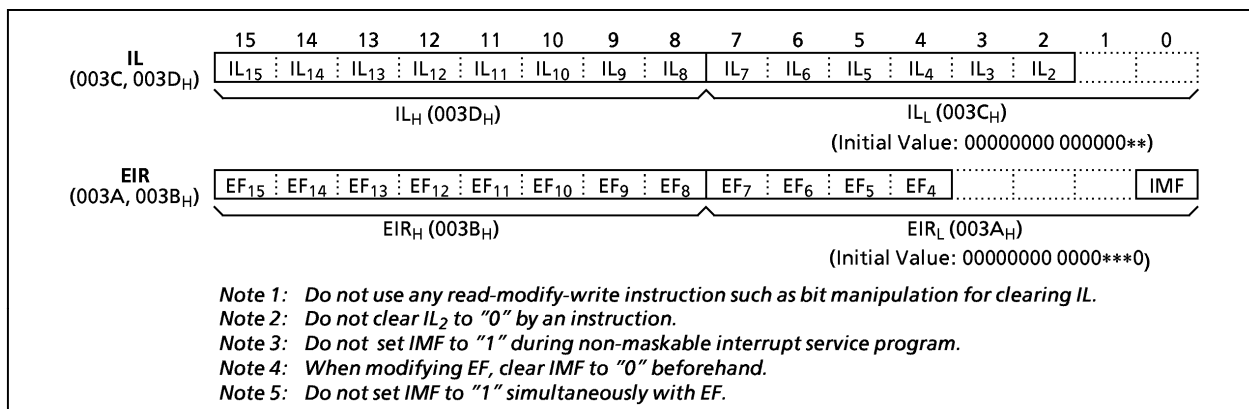 15 14 13 12 11 10 9 8 7 6 5 4 3 2 1 0
IL
(003C, 003DH)
IL15 IL14 IL13 IL12 IL11 IL10 IL9 IL8 IL7 IL6 IL5 IL4 IL3 IL2
ILH (003DH) ILL (003CH)
(Initial Value: 00000000 000000**)
EIR
(003A, 003BH)
EF15 EF14 EF13 EF12 EF11 EF10 EF9 EF8 EF7 EF6 EF5 EF4 IMF
EIRH (003BH) EIRL (003AH)
(Initial Value: 00000000 0000***0)
Note 1: Do not use any read-modify-write instruction such as bit manipulation for clearing IL.
Note 2: Do not clear IL2 to "0" by an instruction.
Note 3: Do not set IMF to "1" during non-maskable interrupt service program.
Note 4: When modifying EF, clear IMF to "0" beforehand.
Note 5: Do not set IMF to "1" simultaneously with EF.